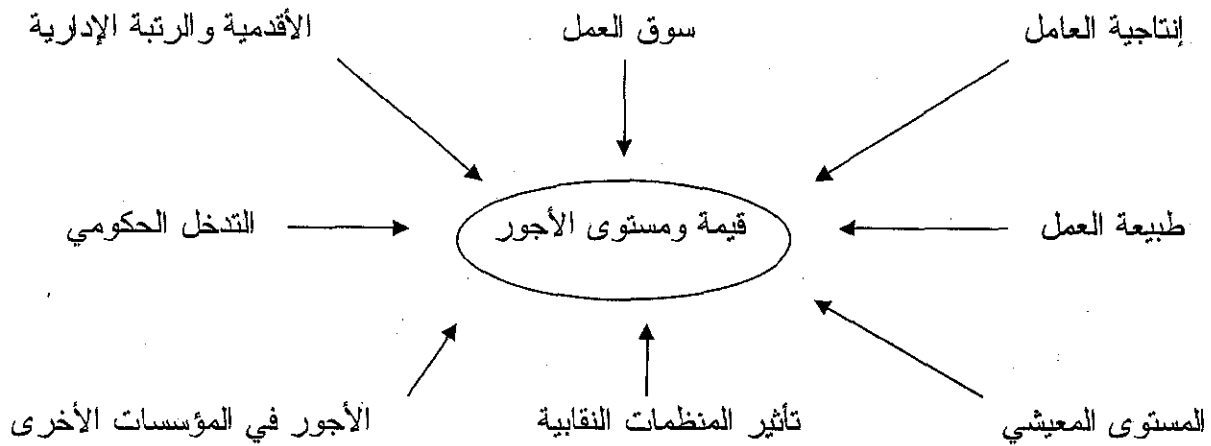 إنتاجية العامل
سوق العمل
الأقدمية والرتبة الإدارية
طبيعة العمل
قيمة ومستوى الأجور
التدخل الحكومي
المستوى المعيشي
تأثير المنظمات النقابية
الأجور في المؤسسات الأخرى